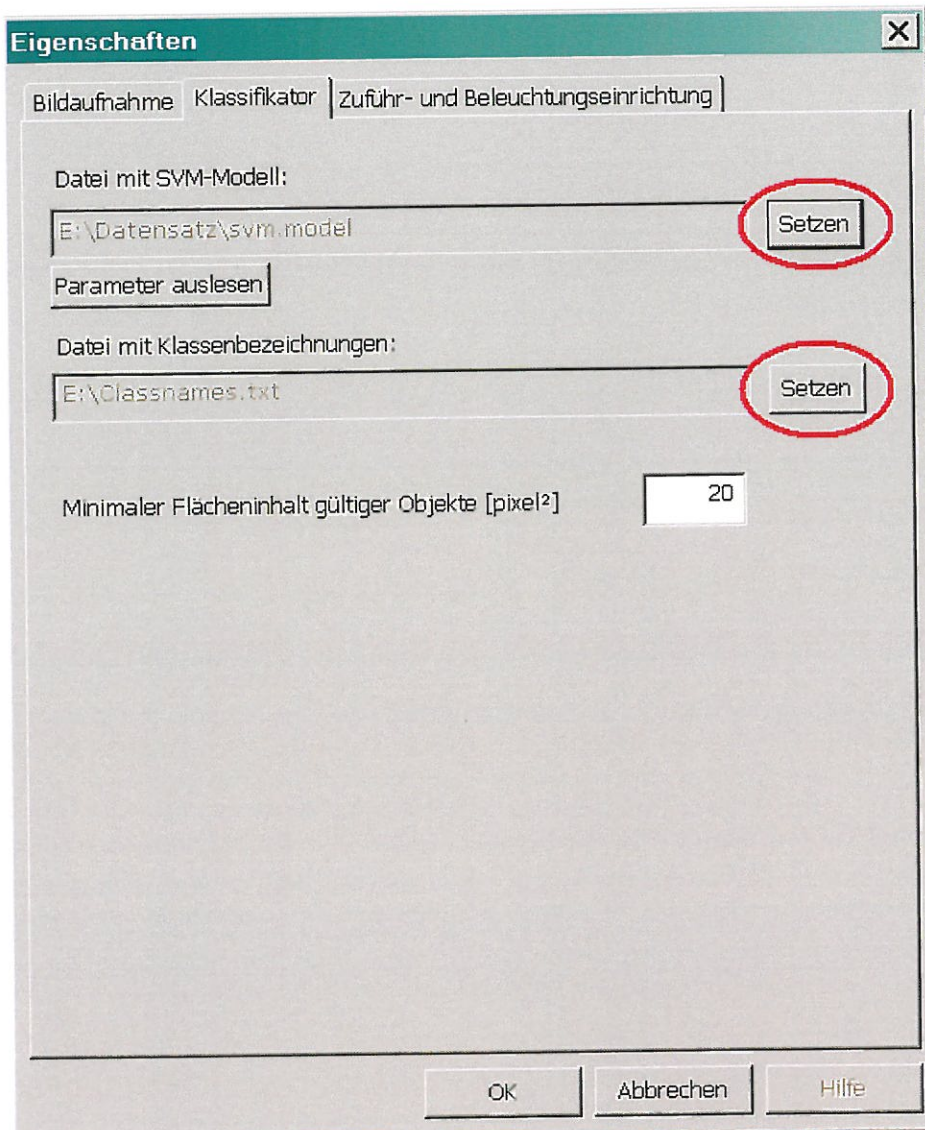 Eigenschaften
Bildaufnahme Klassifikator Zuführ- und Beleuchtungseinrichtung
Datei mit SVM-Modell:
E:\Datensatz\svm.model Setzen
Parameter auslesen
Datei mit Klassenbezeichnungen:
E:\Classnames.txt Setzen
Minimaler Flächeninhalt gültiger Objekte [pixel²] 20
OK Abbrechen Hilfe